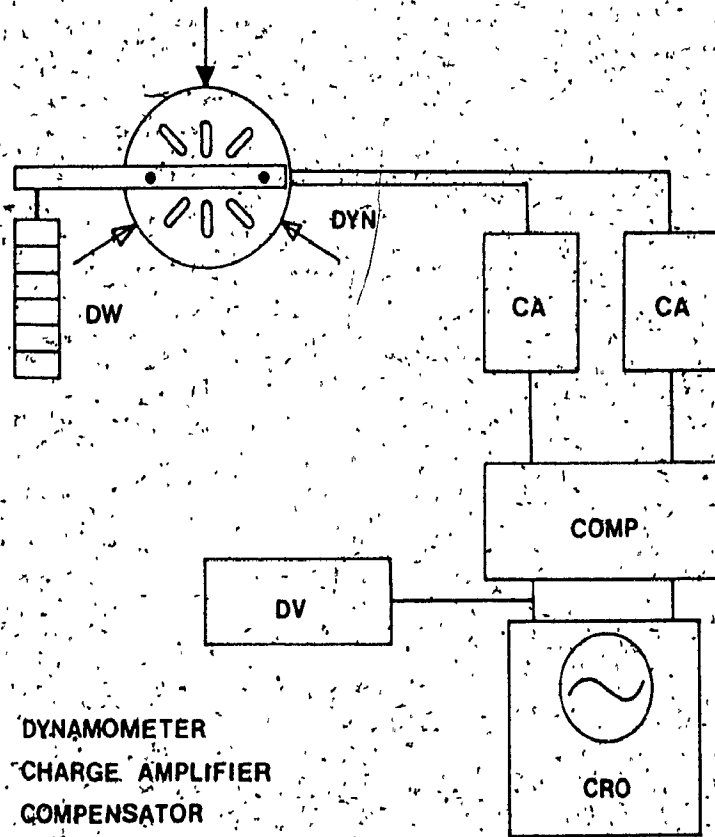 DYN
DW
CA CA
COMP
DV
CRO
DYNAMOMETER
CHARGE AMPLIFIER
COMPENSATOR